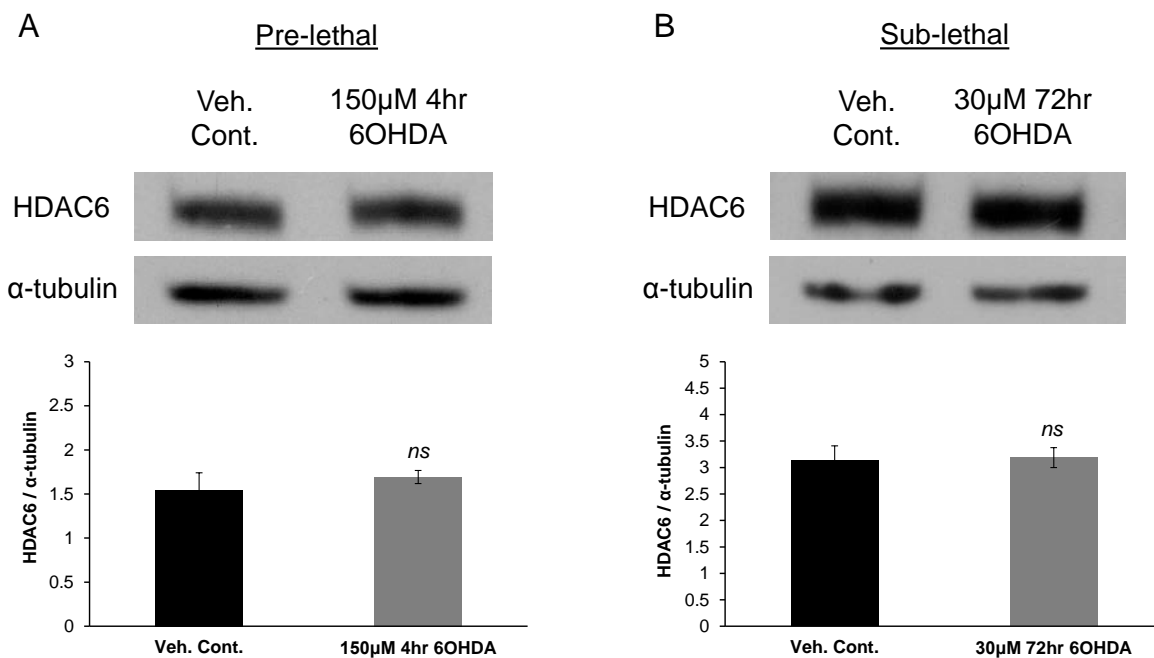 A
Pre-lethal
Veh.
Cont.
150µM 4hr
6OHDA
HDAC6
α-tubulin
3
2.5
2
1.5
1
0.5
0
HDAC6 / α-tubulin
ns
Veh. Cont.
150µM 4hr 6OHDA
B
Sub-lethal
Veh.
Cont.
30µM 72hr
6OHDA
HDAC6
α-tubulin
5
4.5
4
3.5
3
2.5
2
1.5
1
0.5
0
HDAC6 / α-tubulin
ns
Veh. Cont.
30µM 72hr 6OHDA